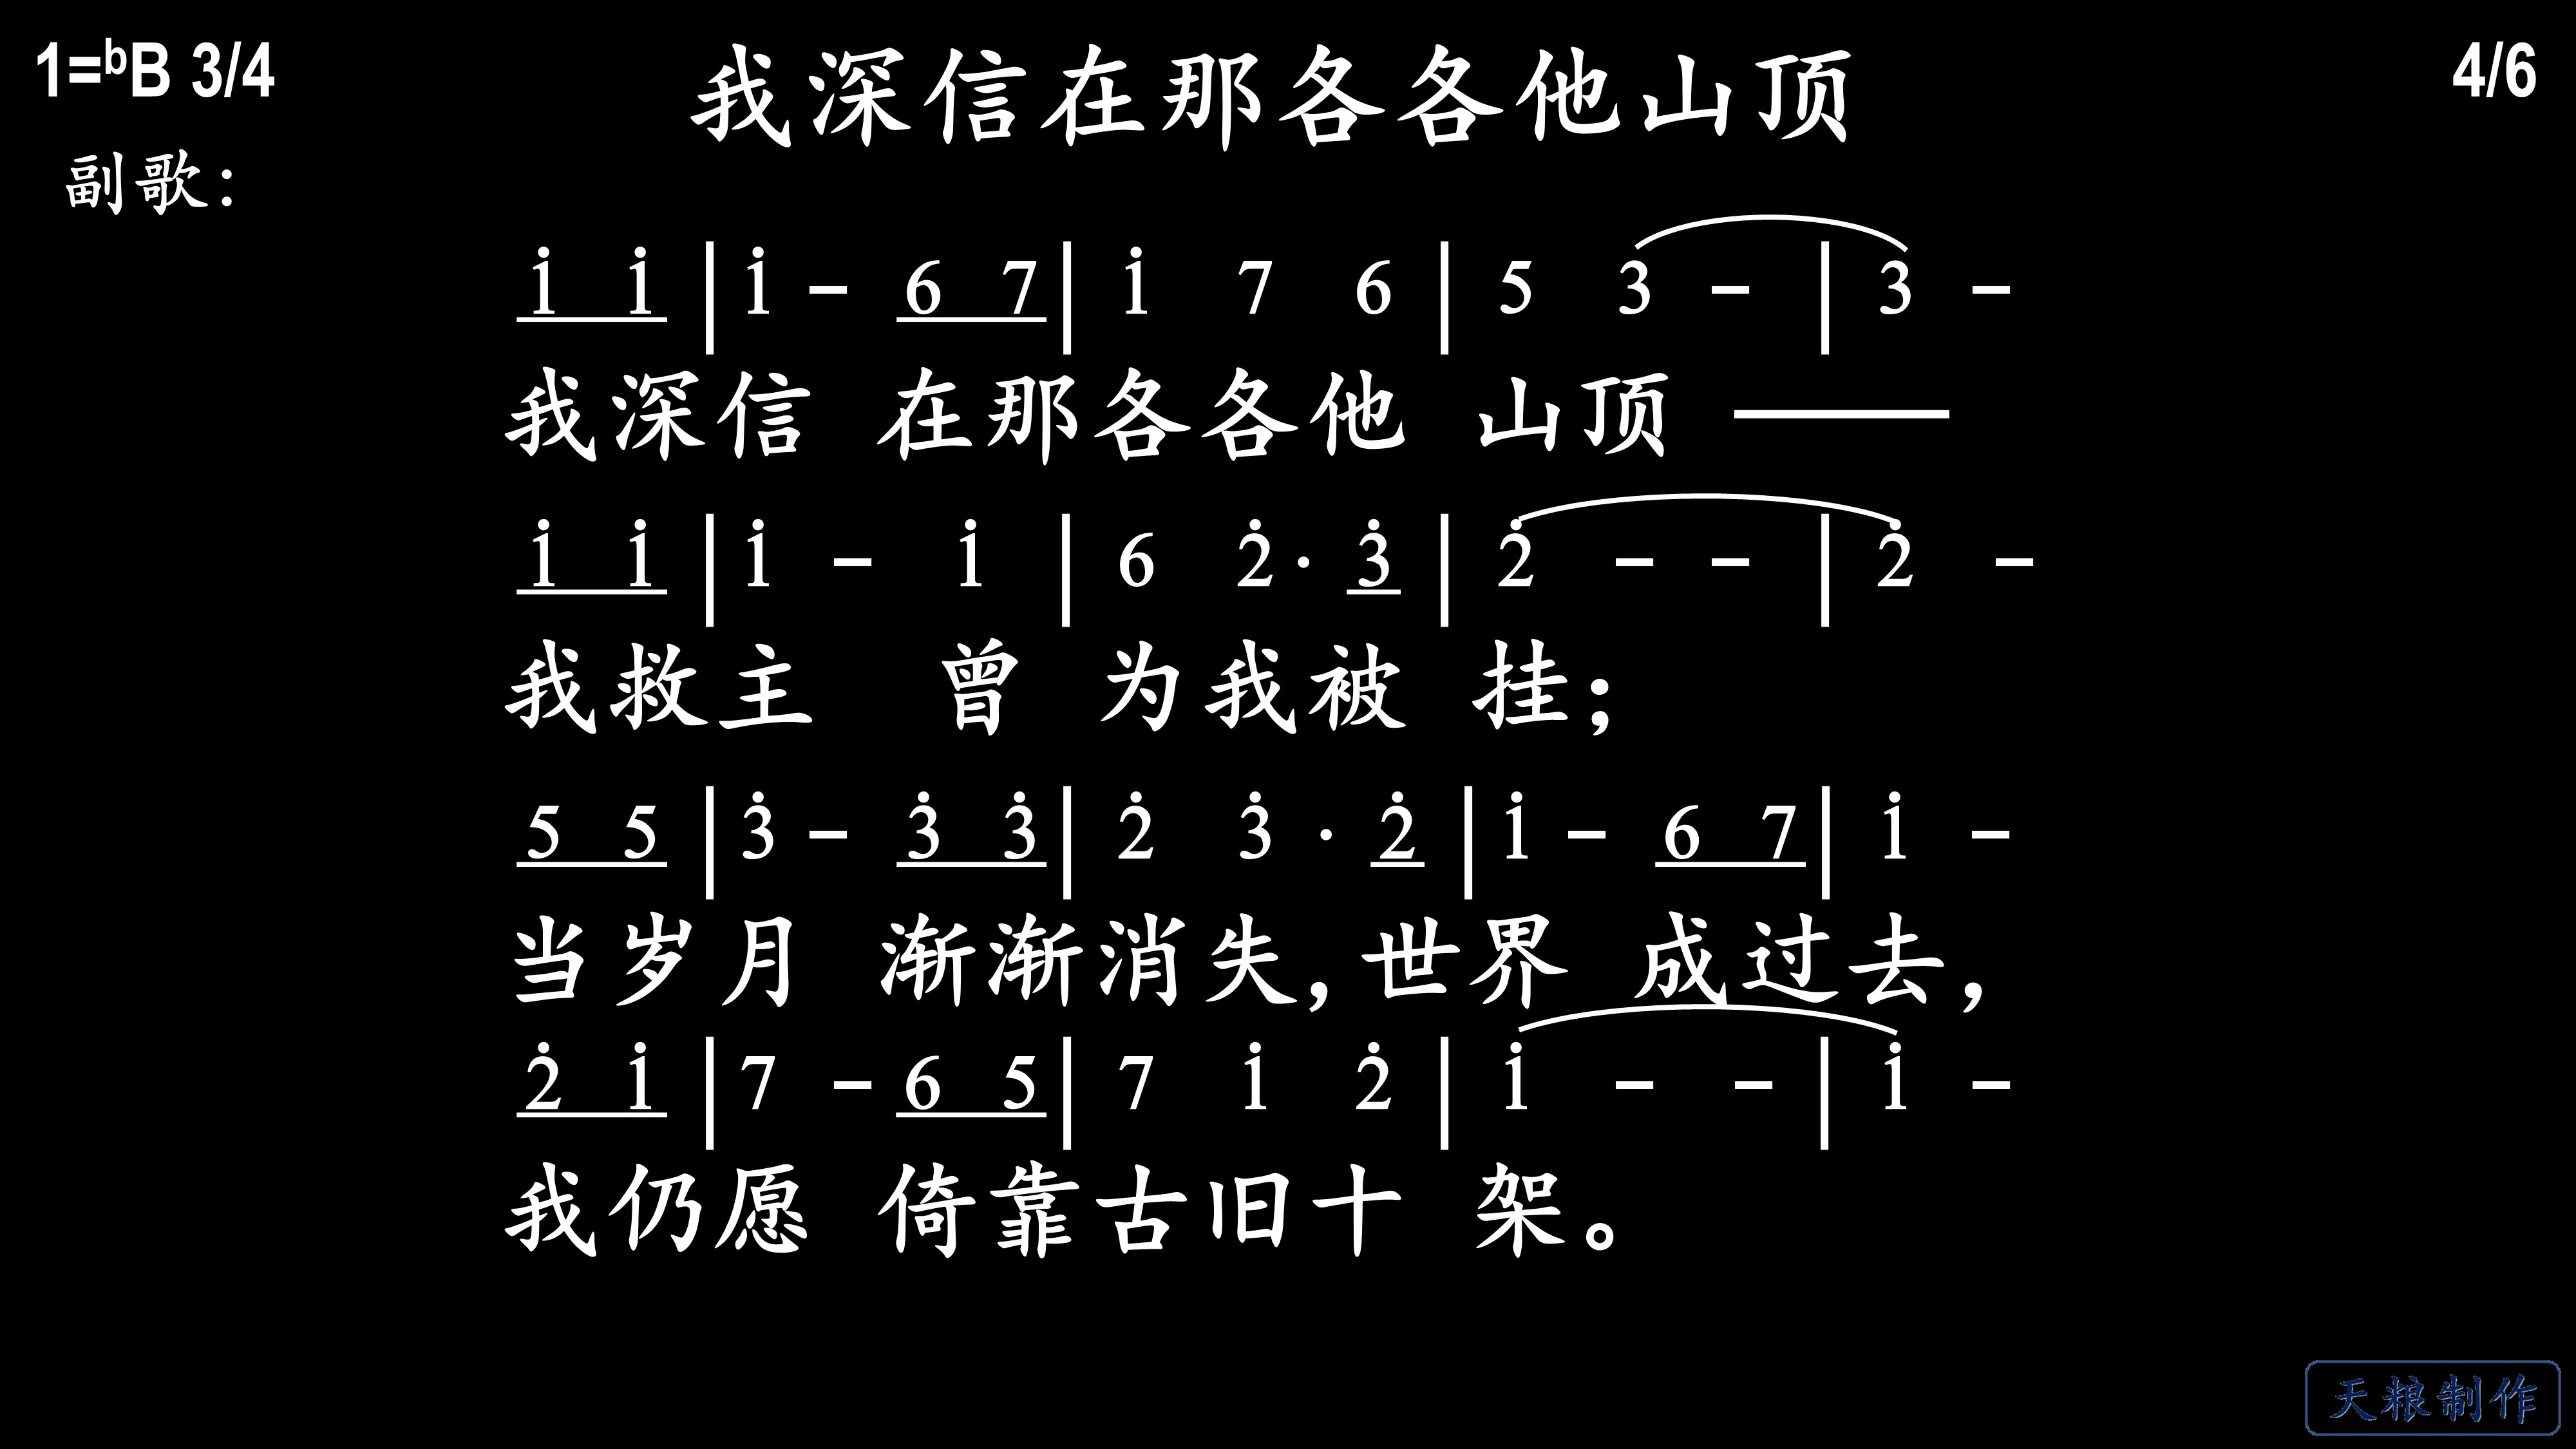 1=ᵇB 3/4 我深信在那各各他山顶 4/6
副歌：
i̇ i̇ | i̇ – 6 7 | i̇ 7 6 | 5 3 – | 3 –
我深信 在那各各他 山顶 ——
i̇ i̇ | i̇ – i̇ | 6 2̇ · 3̇ | 2̇ – – | 2̇ –
我救主 曾 为我被 挂；
5 5 | 3̇ – 3̇ 3̇ | 2̇ 3̇ · 2̇ | i̇ – 6 7 | i̇ –
当岁月 渐渐消失，世界 成过去，
2̇ i̇ | 7 – 6 5 | 7 i̇ 2̇ | i̇ – – | i̇ –
我仍愿 倚靠古旧十 架。
天粮制作